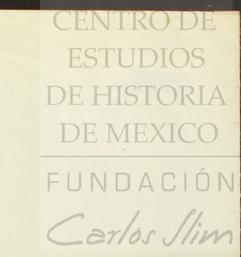 CENTRO DE
ESTUDIOS
DE HISTORIA
DE MEXICO
FUNDACIÓN
Carlos Slim